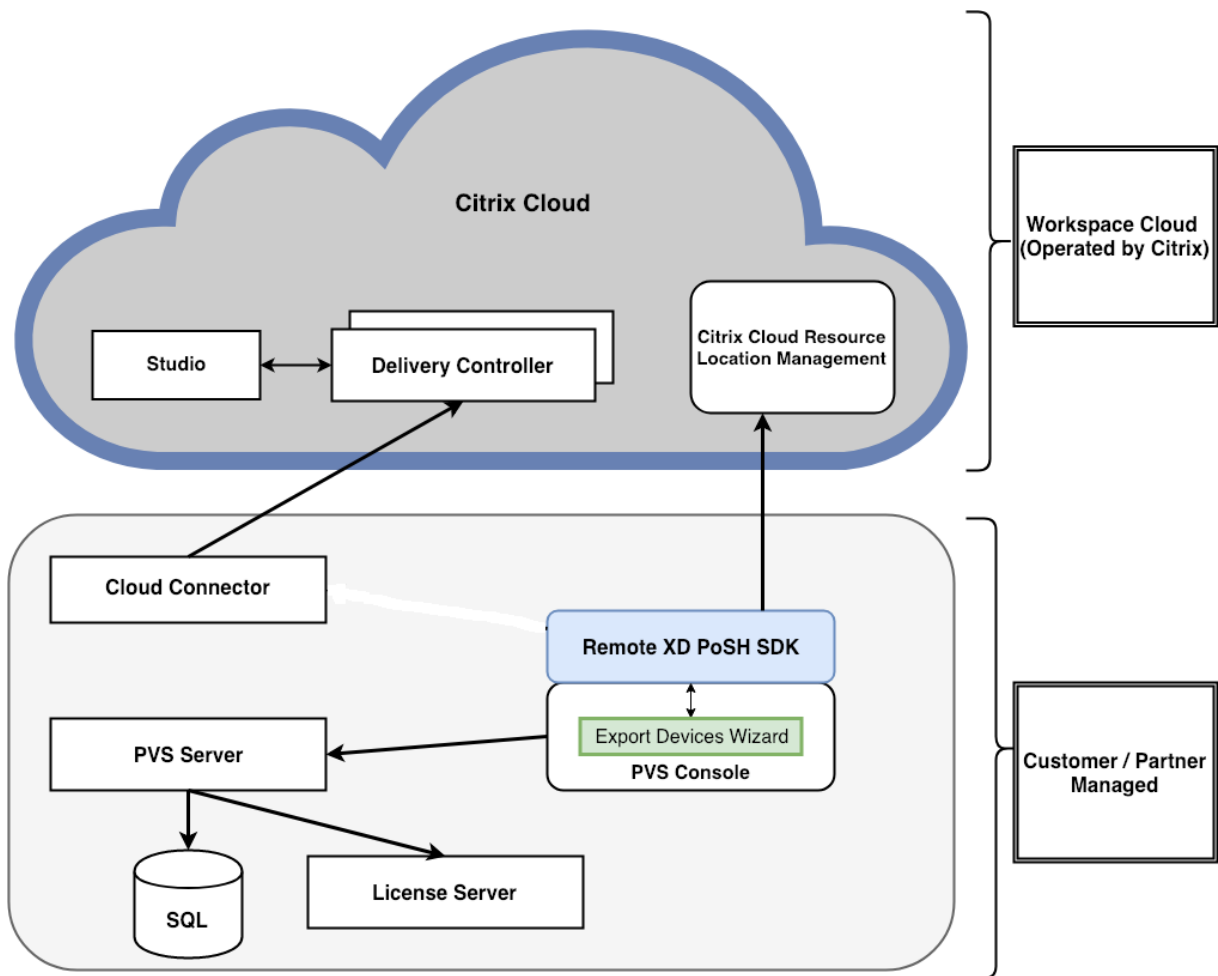 Citrix Cloud
Workspace Cloud
(Operated by Citrix)
Studio
Delivery Controller
Citrix Cloud Resource
Location Management
Cloud Connector
Remote XD PoSH SDK
Export Devices Wizard
PVS Console
PVS Server
Customer / Partner
Managed
SQL
License Server